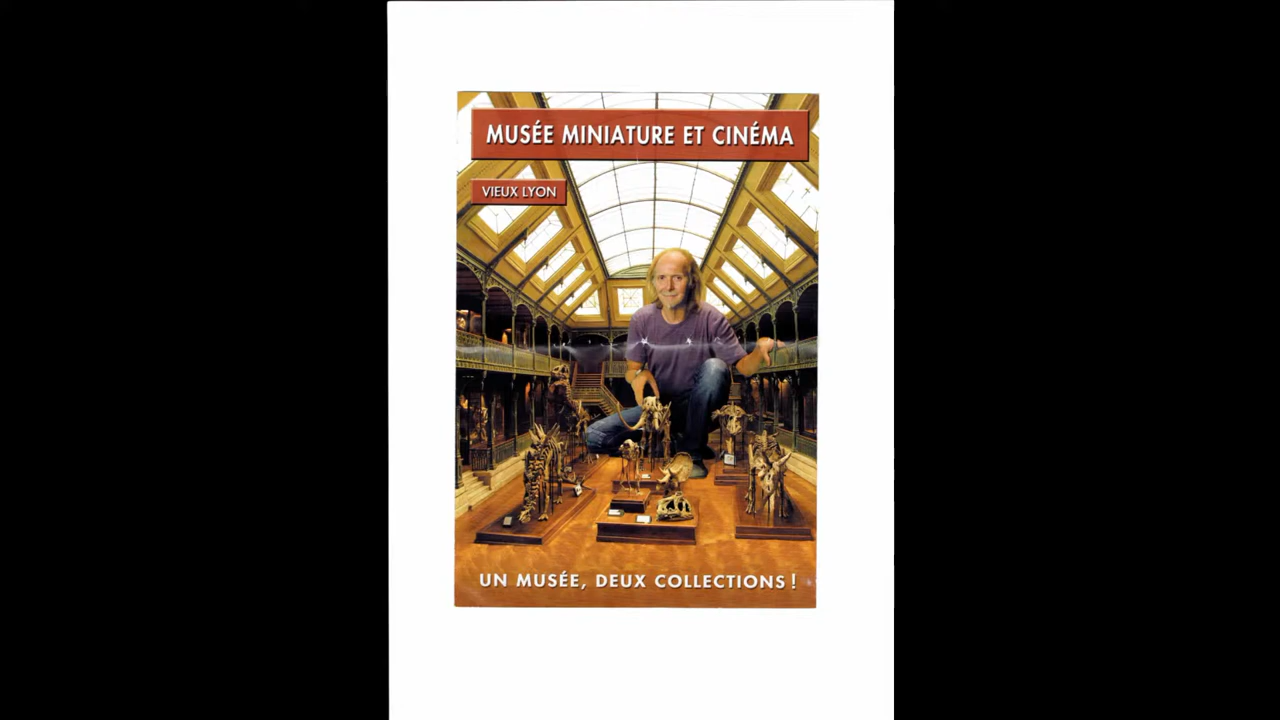 MUSÉE MINIATURE ET CINÉMA
VIEUX LYON
UN MUSÉE, DEUX COLLECTIONS !